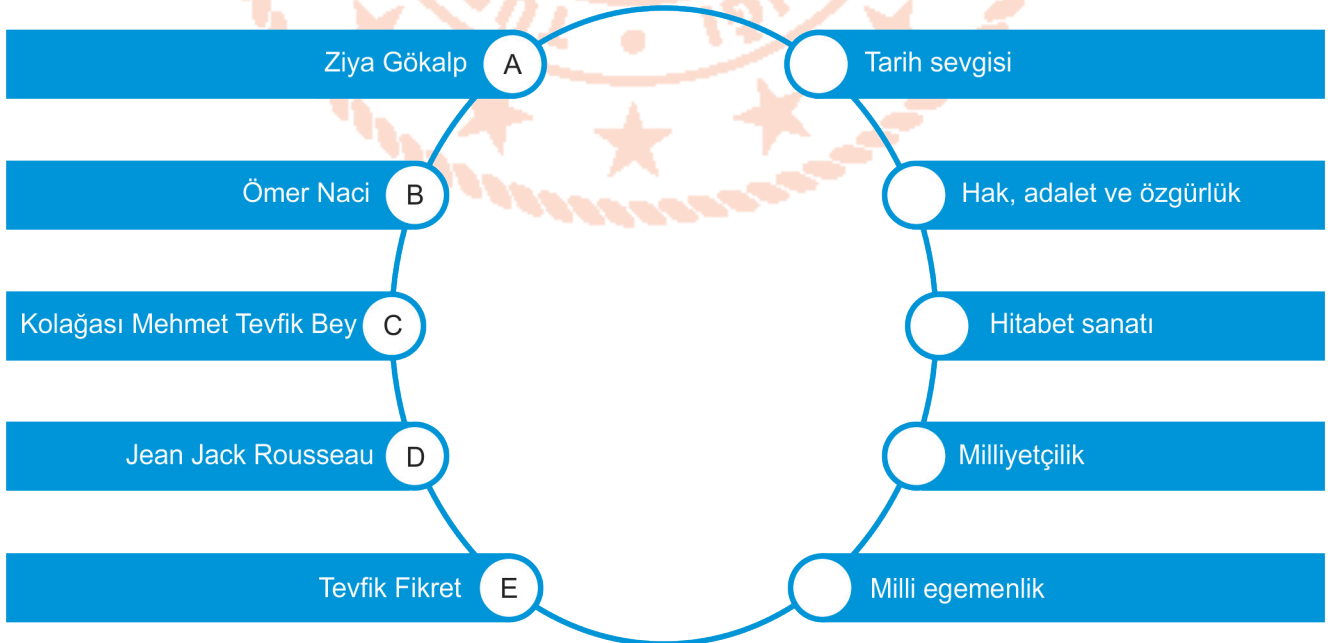 Ziya Gökalp A
Tarih sevgisi
Ömer Naci B
Hak, adalet ve özgürlük
Kolağası Mehmet Tevfik Bey C
Hitabet sanatı
Jean Jack Rousseau D
Milliyetçilik
Tevfik Fikret E
Milli egemenlik